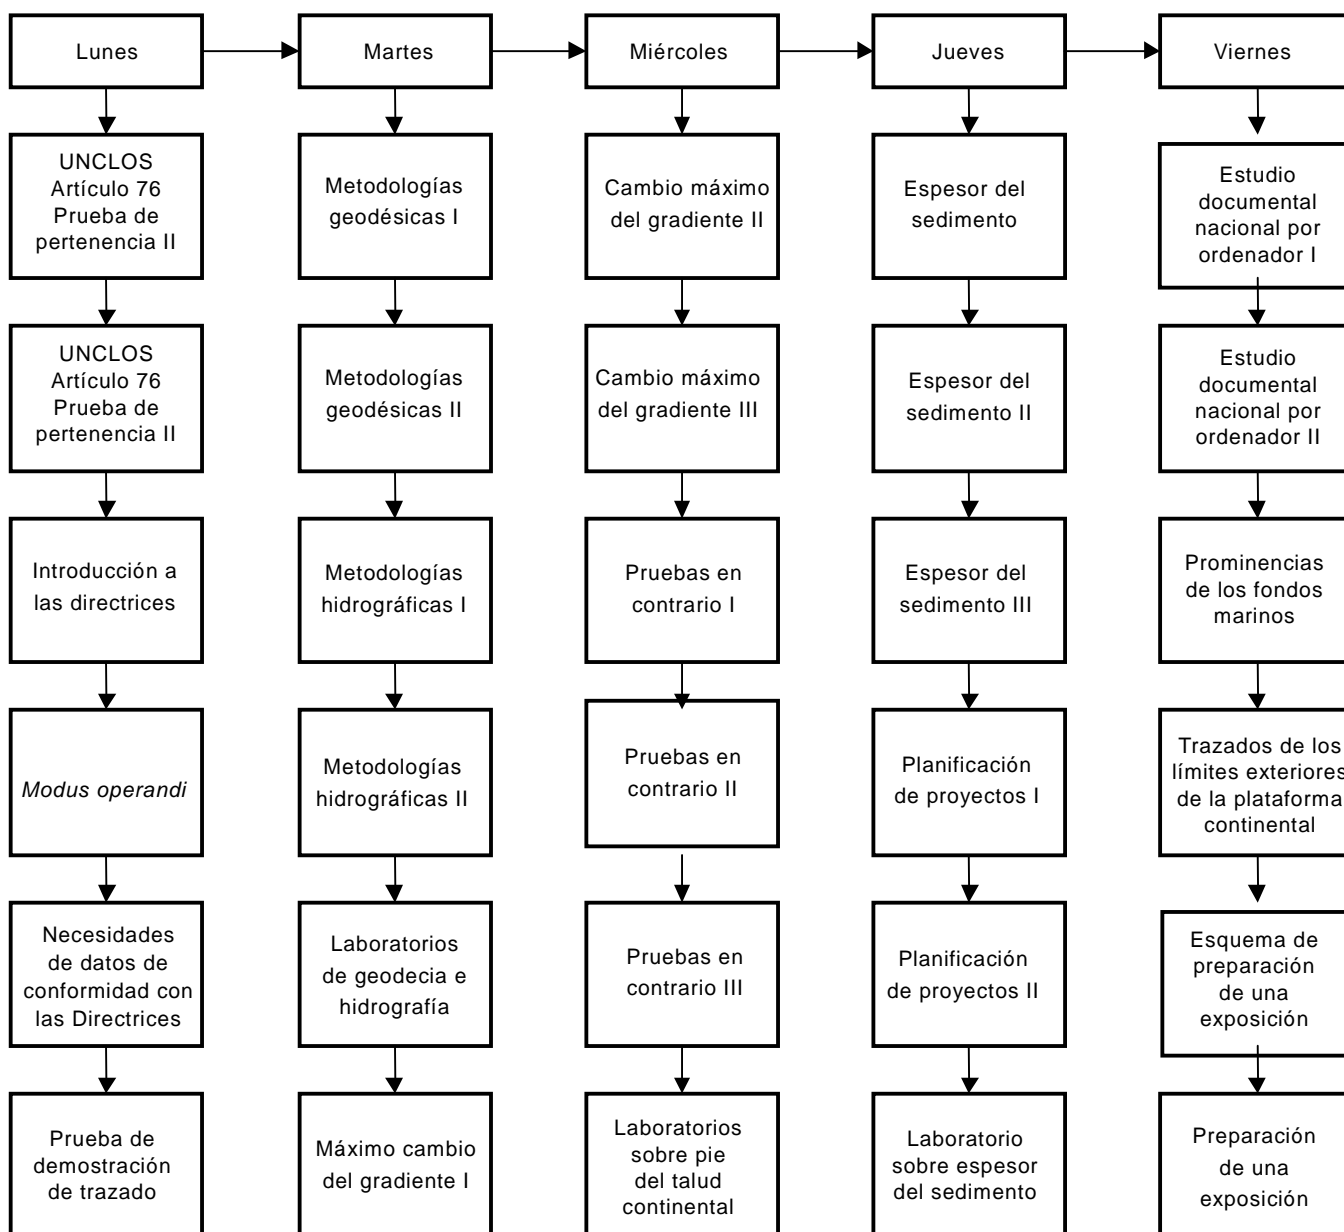 Lunes
Martes
Miércoles
Jueves
Viernes
UNCLOS
Artículo 76
Prueba de
pertenencia II
Metodologías
geodésicas I
Cambio máximo
del gradiente II
Espesor del
sedimento
Estudio
documental
nacional por
ordenador I
UNCLOS
Artículo 76
Prueba de
pertenencia II
Metodologías
geodésicas II
Cambio máximo
del gradiente III
Espesor del
sedimento II
Estudio
documental
nacional por
ordenador II
Introducción a
las directrices
Metodologías
hidrográficas I
Pruebas en
contrario I
Espesor del
sedimento III
Prominencias
de los fondos
marinos
Modus operandi
Metodologías
hidrográficas II
Pruebas en
contrario II
Planificación
de proyectos I
Trazados de los
límites exteriores
de la plataforma
continental
Necesidades
de datos de
conformidad con
las Directrices
Laboratorios
de geodecia e
hidrografía
Pruebas en
contrario III
Planificación
de proyectos II
Esquema de
preparación
de una
exposición
Prueba de
demostración
de trazado
Máximo cambio
del gradiente I
Laboratorios
sobre pie
del talud
continental
Laboratorio
sobre espesor
del sedimento
Preparación
de una
exposición